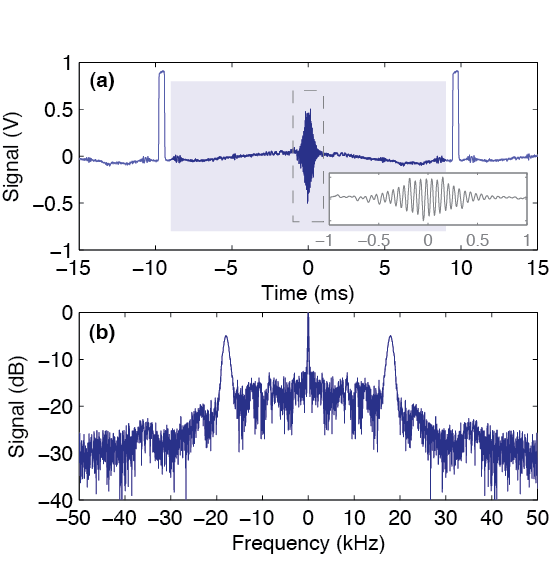 1
(a)
0.5
0
−0.5
−1
Signal (V)
−1 −0.5 0 0.5 1
−15 −10 −5 0 5 10 15
Time (ms)
0
(b)
−10
−20
−30
−40
Signal (dB)
−50 −40 −30 −20 −10 0 10 20 30 40 50
Frequency (kHz)